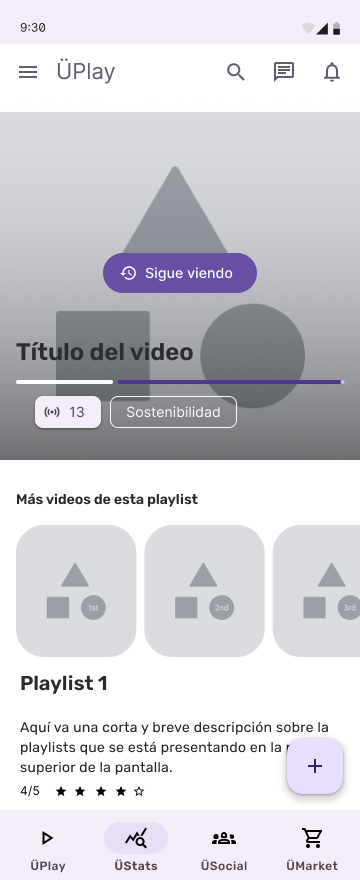 9:30
ÜPlay
Sigue viendo
Título del video
13
Sostenibilidad
Más videos de esta playlist
1st
2nd
3rd
Playlist 1
Aquí va una corta y breve descripción sobre la
playlists que se está presentando en la
superior de la pantalla.
4/5
ÜPlay
ÜStats
ÜSocial
ÜMarket